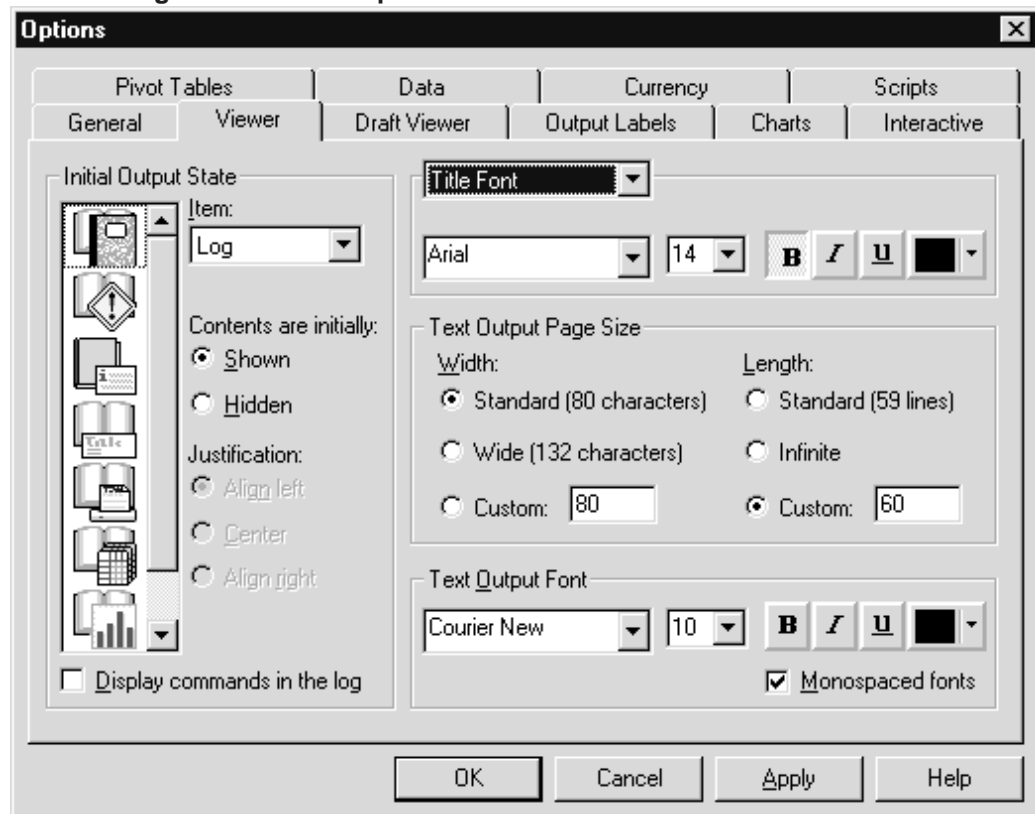 Options
Pivot Tables
Data
Currency
Scripts
General
Viewer
Draft Viewer
Output Labels
Charts
Interactive
Initial Output State
Item:
Log
Contents are initially:
Shown
Hidden
Justification:
Align left
Center
Align right
Display commands in the log
Title Font
Arial
14
B I U
Text Output Page Size
Width:
Standard (80 characters)
Wide (132 characters)
Custom: 80
Length:
Standard (59 lines)
Infinite
Custom: 60
Text Output Font
Courier New
10
B I U
Monospaced fonts
OK
Cancel
Apply
Help